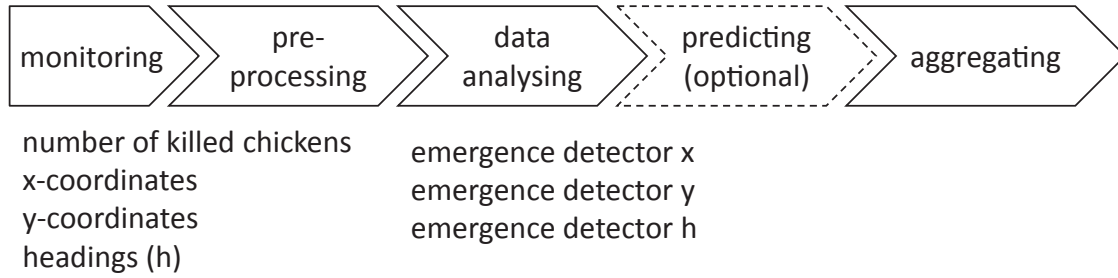 monitoring
pre-
processing
data
analysing
predicting
(optional)
aggregating
number of killed chickens
x-coordinates
y-coordinates
headings (h)
emergence detector x
emergence detector y
emergence detector h